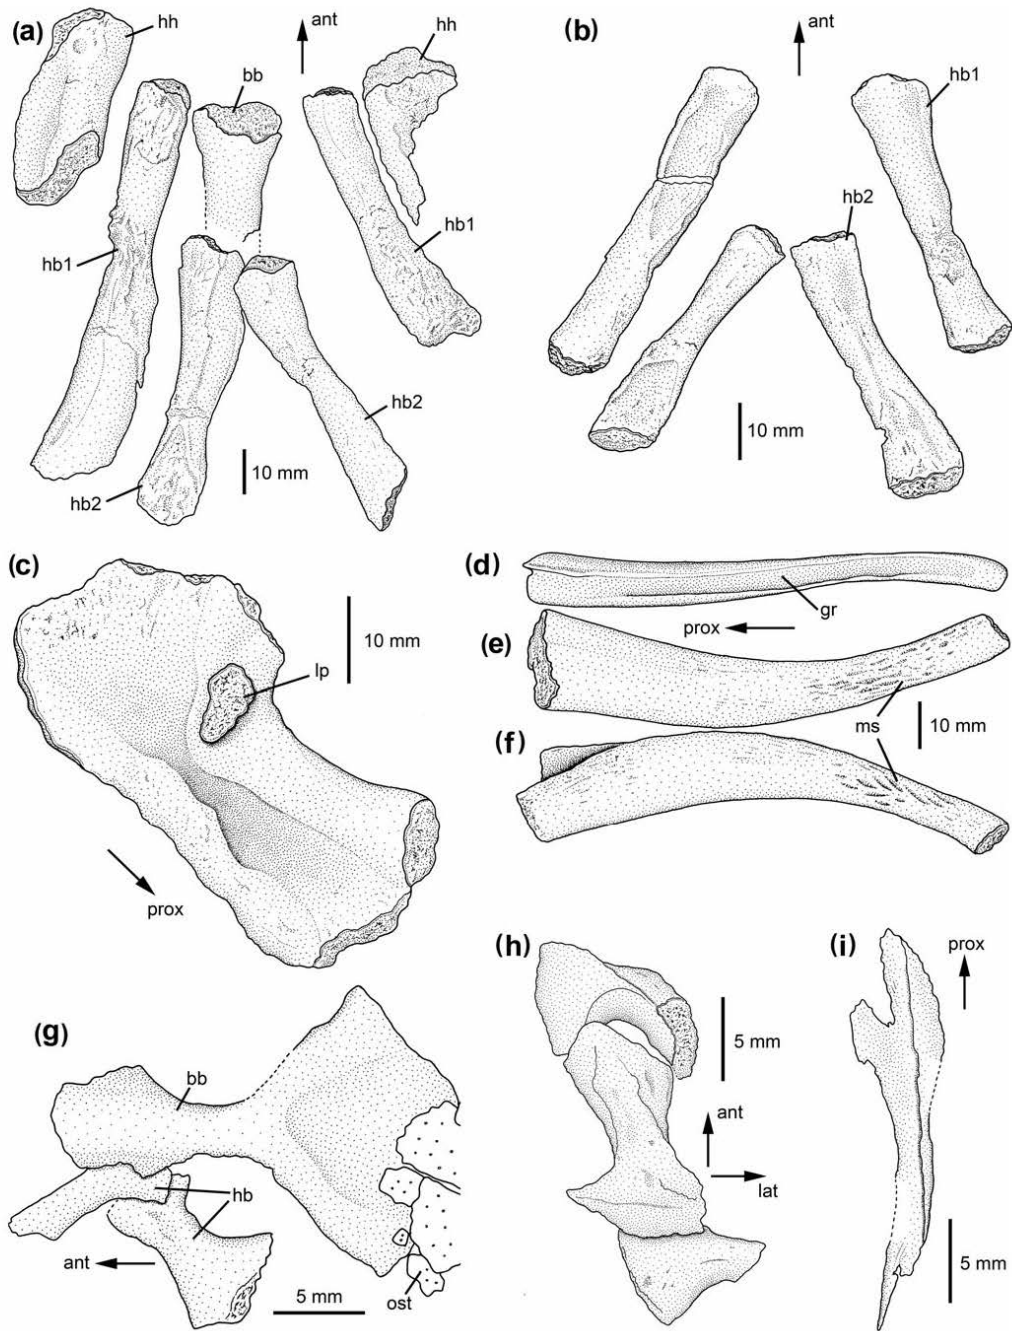 (a)
hh
ant
hh
bb
hb1
hb1
hb2
hb2
10 mm
(b)
ant
hb1
hb2
10 mm
(c)
10 mm
lp
prox
(d)
gr
prox
(e)
ms
10 mm
(f)
(g)
bb
hb
ant
5 mm
ost
(h)
5 mm
ant
lat
(i)
prox
5 mm